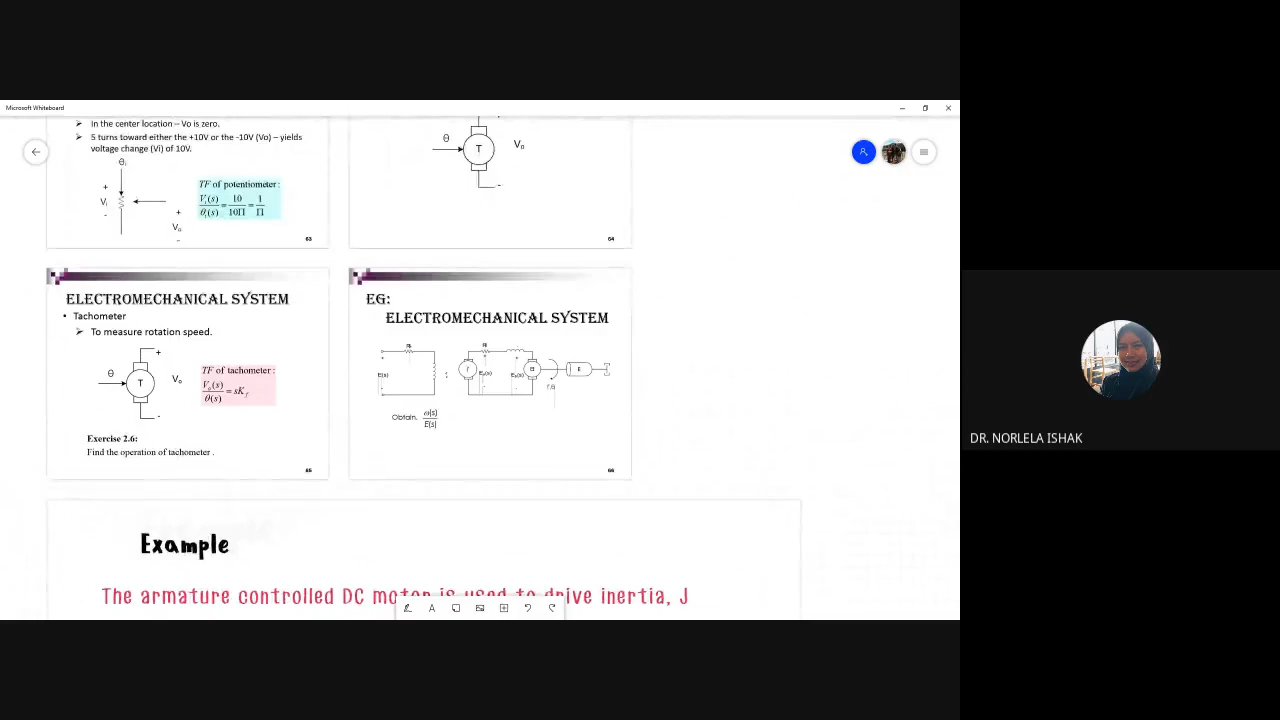 Microsoft Whiteboard
➢ In the center location – Vo is zero.
➢ 5 turns toward either the +10V or the -10V (Vo) – yields
voltage change (Vi) of 10V.
θi
+
Vi
-
+
Vo
-
TF of potentiometer :
Vi(s)/θi(s) = 10/10Π = 1/Π
63
θ
T
Vo
-
64
ELECTROMECHANICAL SYSTEM
• Tachometer
➢ To measure rotation speed.
+
θ
T
Vo
-
TF of tachometer :
Exercise 2.6:
Find the operation of tachometer .
65
EG:
ELECTROMECHANICAL SYSTEM
E(s)
Obtain. ω(s)/E(s)
66
Example
The armature controlled DC motor is used to drive inertia, J
DR. NORLELA ISHAK